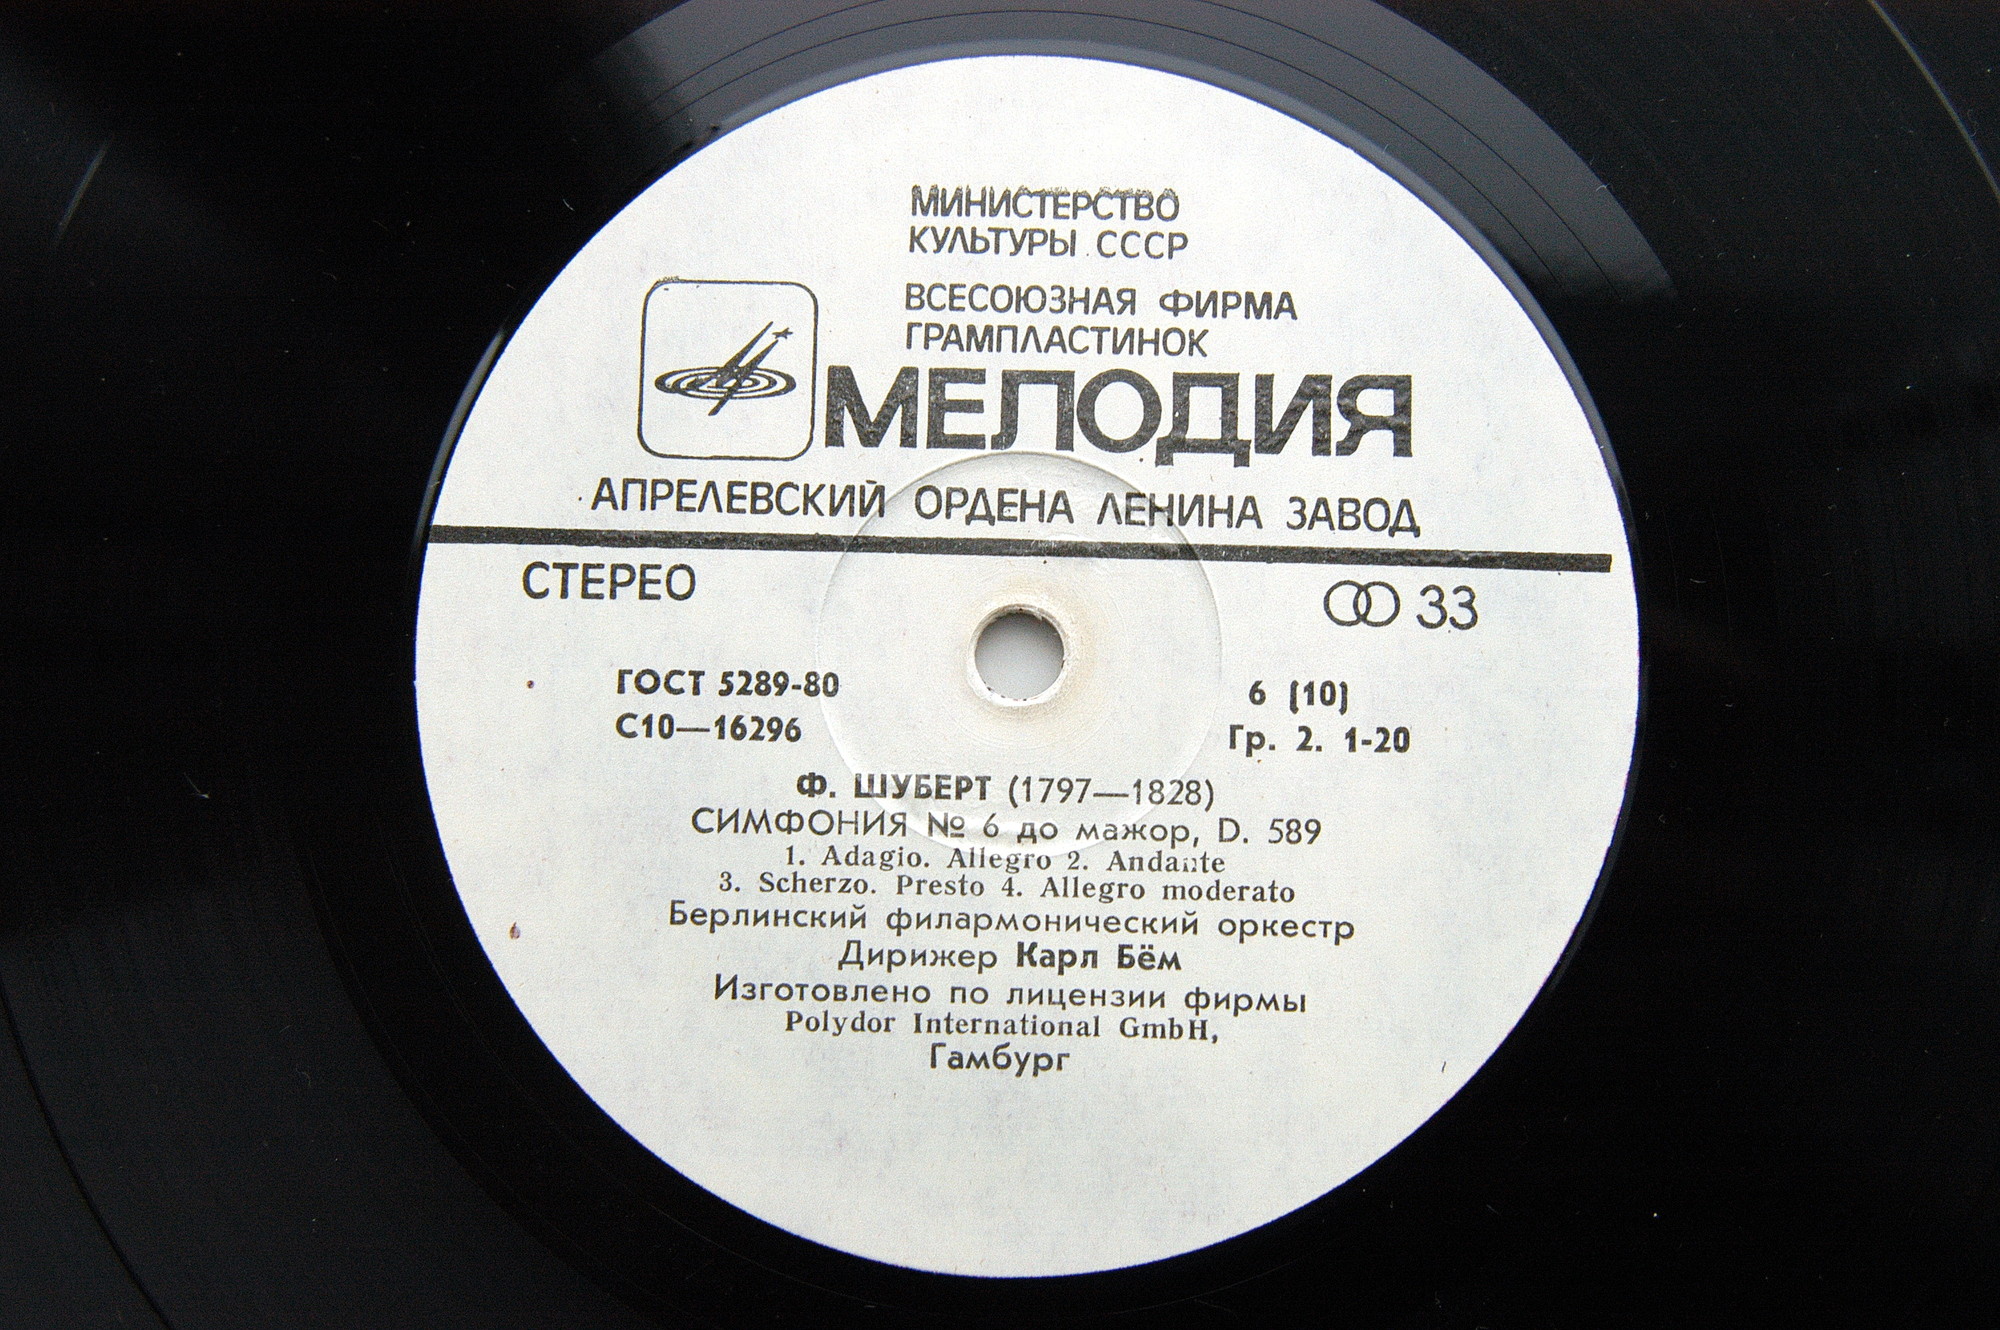 МИНИСТЕРСТВО
КУЛЬТУРЫ СССР
ВСЕСОЮЗНАЯ ФИРМА
ГРАМПЛАСТИНОК
МЕЛОДИЯ
АПРЕЛЕВСКИЙ ОРДЕНА ЛЕНИНА ЗАВОД
СТЕРЕО 33
ГОСТ 5289-80 6 (10)
С10—16296 Гр. 2. 1-20
Ф. ШУБЕРТ (1797—1828)
СИМФОНИЯ № 6 до мажор, D. 589
1. Adagio. Allegro 2. Andante
3. Scherzo. Presto 4. Allegro moderato
Берлинский филармонический оркестр
Дирижер Карл Бём
Изготовлено по лицензии фирмы
Polydor International GmbH,
Гамбург